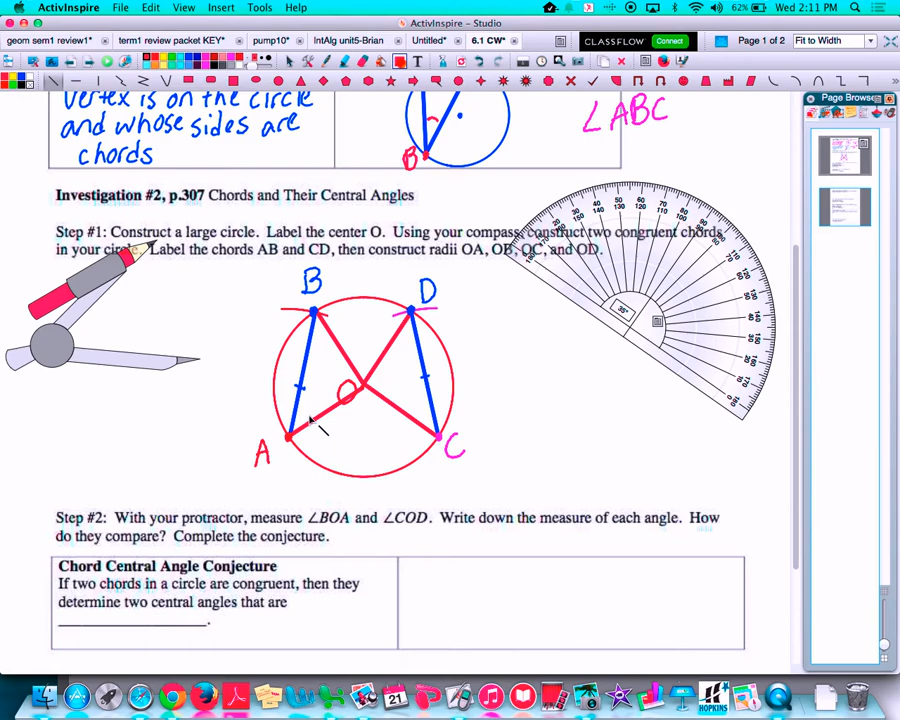 ActivInspire File Edit View Insert Tools Help 62% Wed 2:11 PM
ActivInspire - Studio
geom sem1 review1* term1 review packet KEY* pump10* IntAlg unit5-Brian Untitled* 6.1 CW* CLASSFLOW Connect Page 1 of 2 Fit to Width
Page Browser
vertex is on the circle
and whose sides are
chords
B
∠ABC
Investigation #2, p.307 Chords and Their Central Angles
Step #1: Construct a large circle. Label the center O. Using your compass, construct two congruent chords
in your circle. Label the chords AB and CD, then construct radii OA, OB, OC, and OD.
B D
O
A C
35°
Step #2: With your protractor, measure ∠BOA and ∠COD. Write down the measure of each angle. How
do they compare? Complete the conjecture.
Chord Central Angle Conjecture
If two chords in a circle are congruent, then they
determine two central angles that are
____________________.
21
HOPKINS